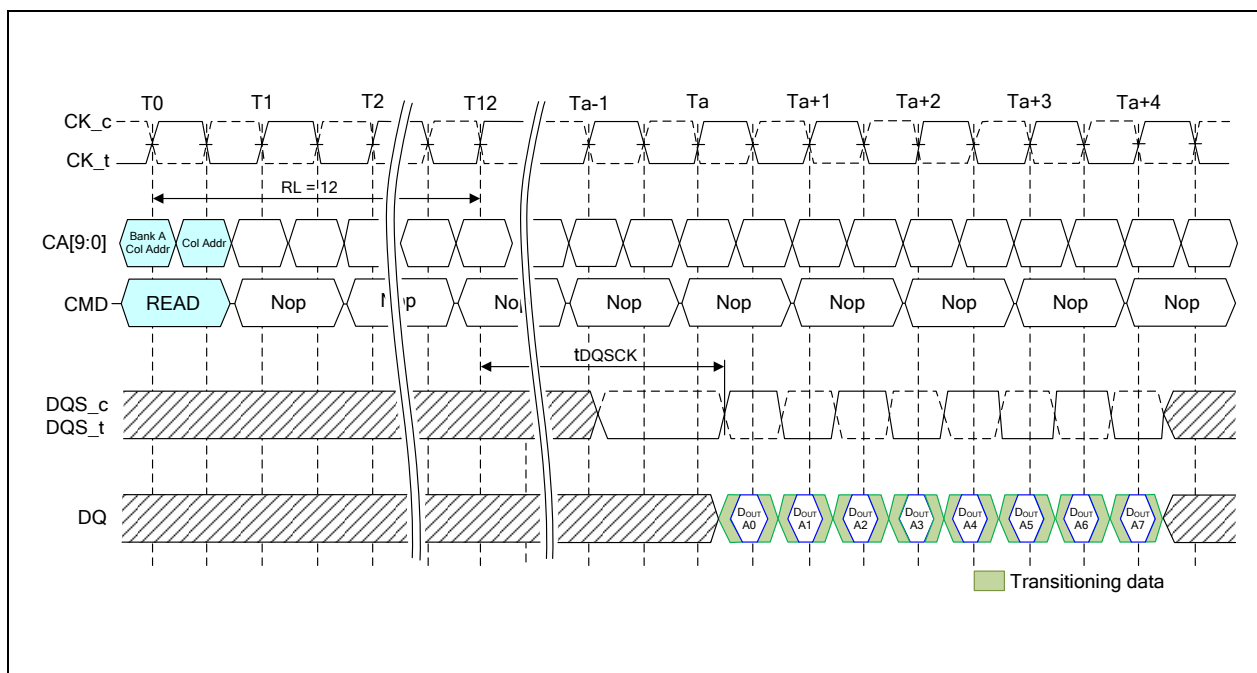 T0 T1 T2 T12 Ta-1 Ta Ta+1 Ta+2 Ta+3 Ta+4
CK_c
CK_t
RL = 12
CA[9:0]
Bank A
Col Addr
Col Addr
CMD READ Nop Nop Nop Nop Nop Nop Nop Nop Nop
tDQSCK
DQS_c
DQS_t
DQ
DOUT A0
DOUT A1
DOUT A2
DOUT A3
DOUT A4
DOUT A5
DOUT A6
DOUT A7
Transitioning data